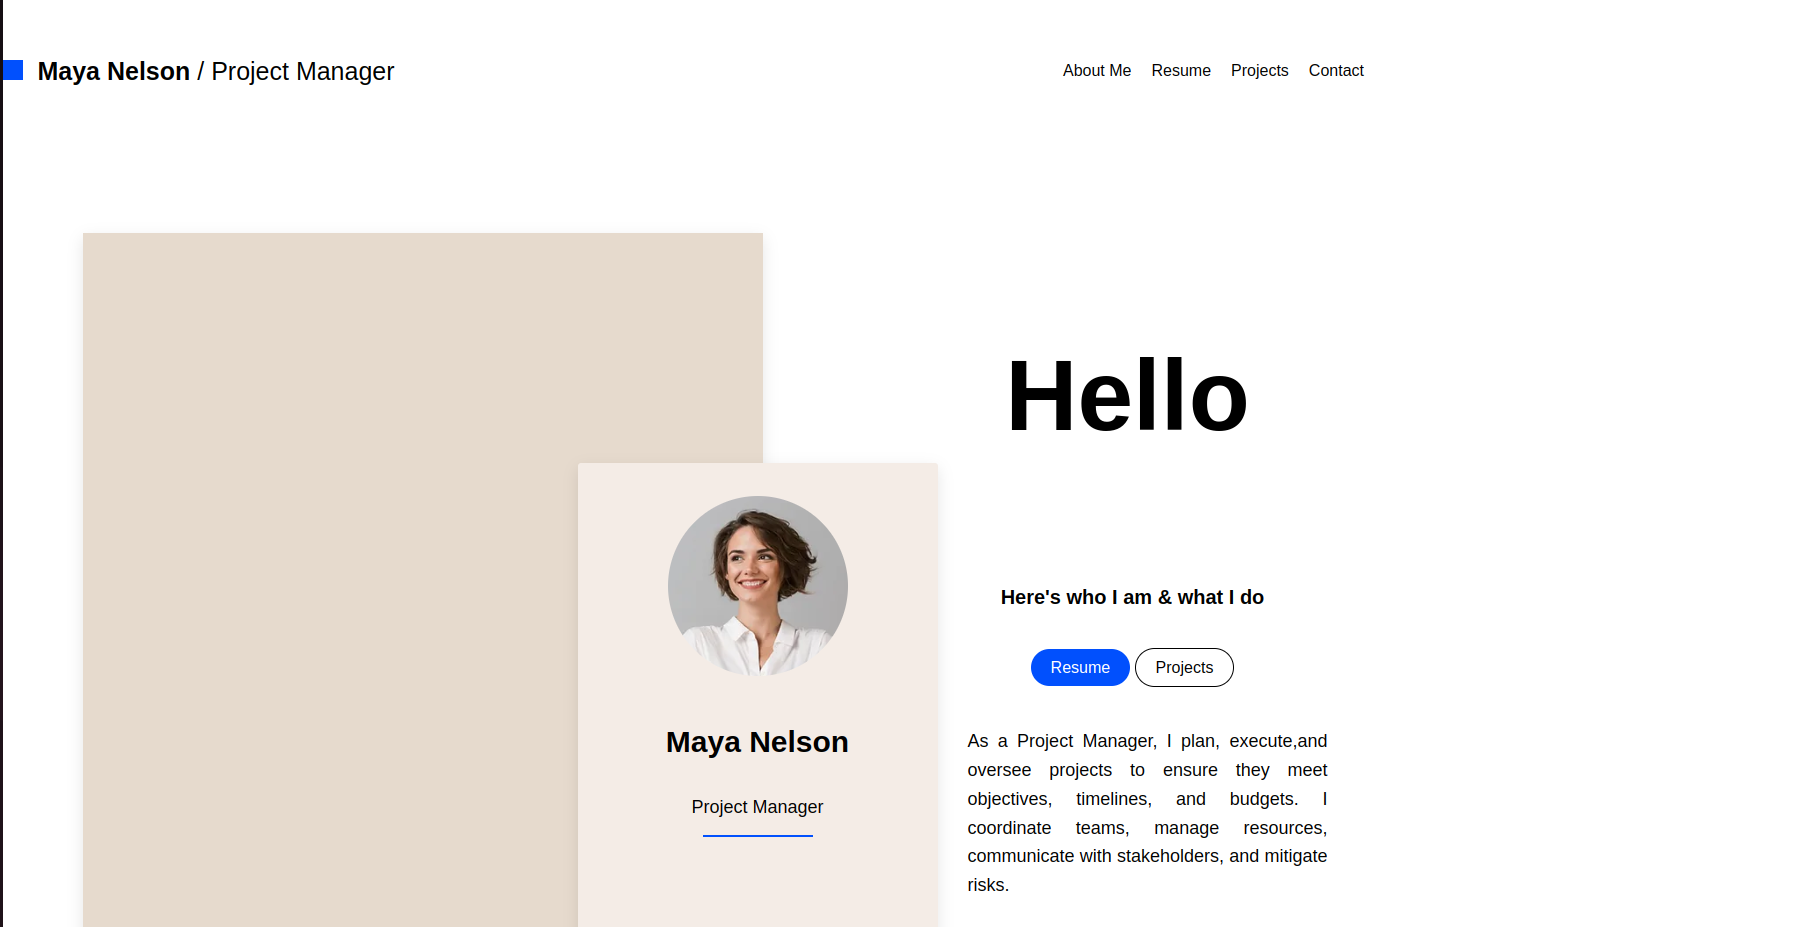 Maya Nelson / Project Manager
About Me Resume Projects Contact
Hello
Here's who I am & what I do
Resume Projects
Maya Nelson
Project Manager
As a Project Manager, I plan, execute,and
oversee projects to ensure they meet
objectives, timelines, and budgets. I
coordinate teams, manage resources,
communicate with stakeholders, and mitigate
risks.